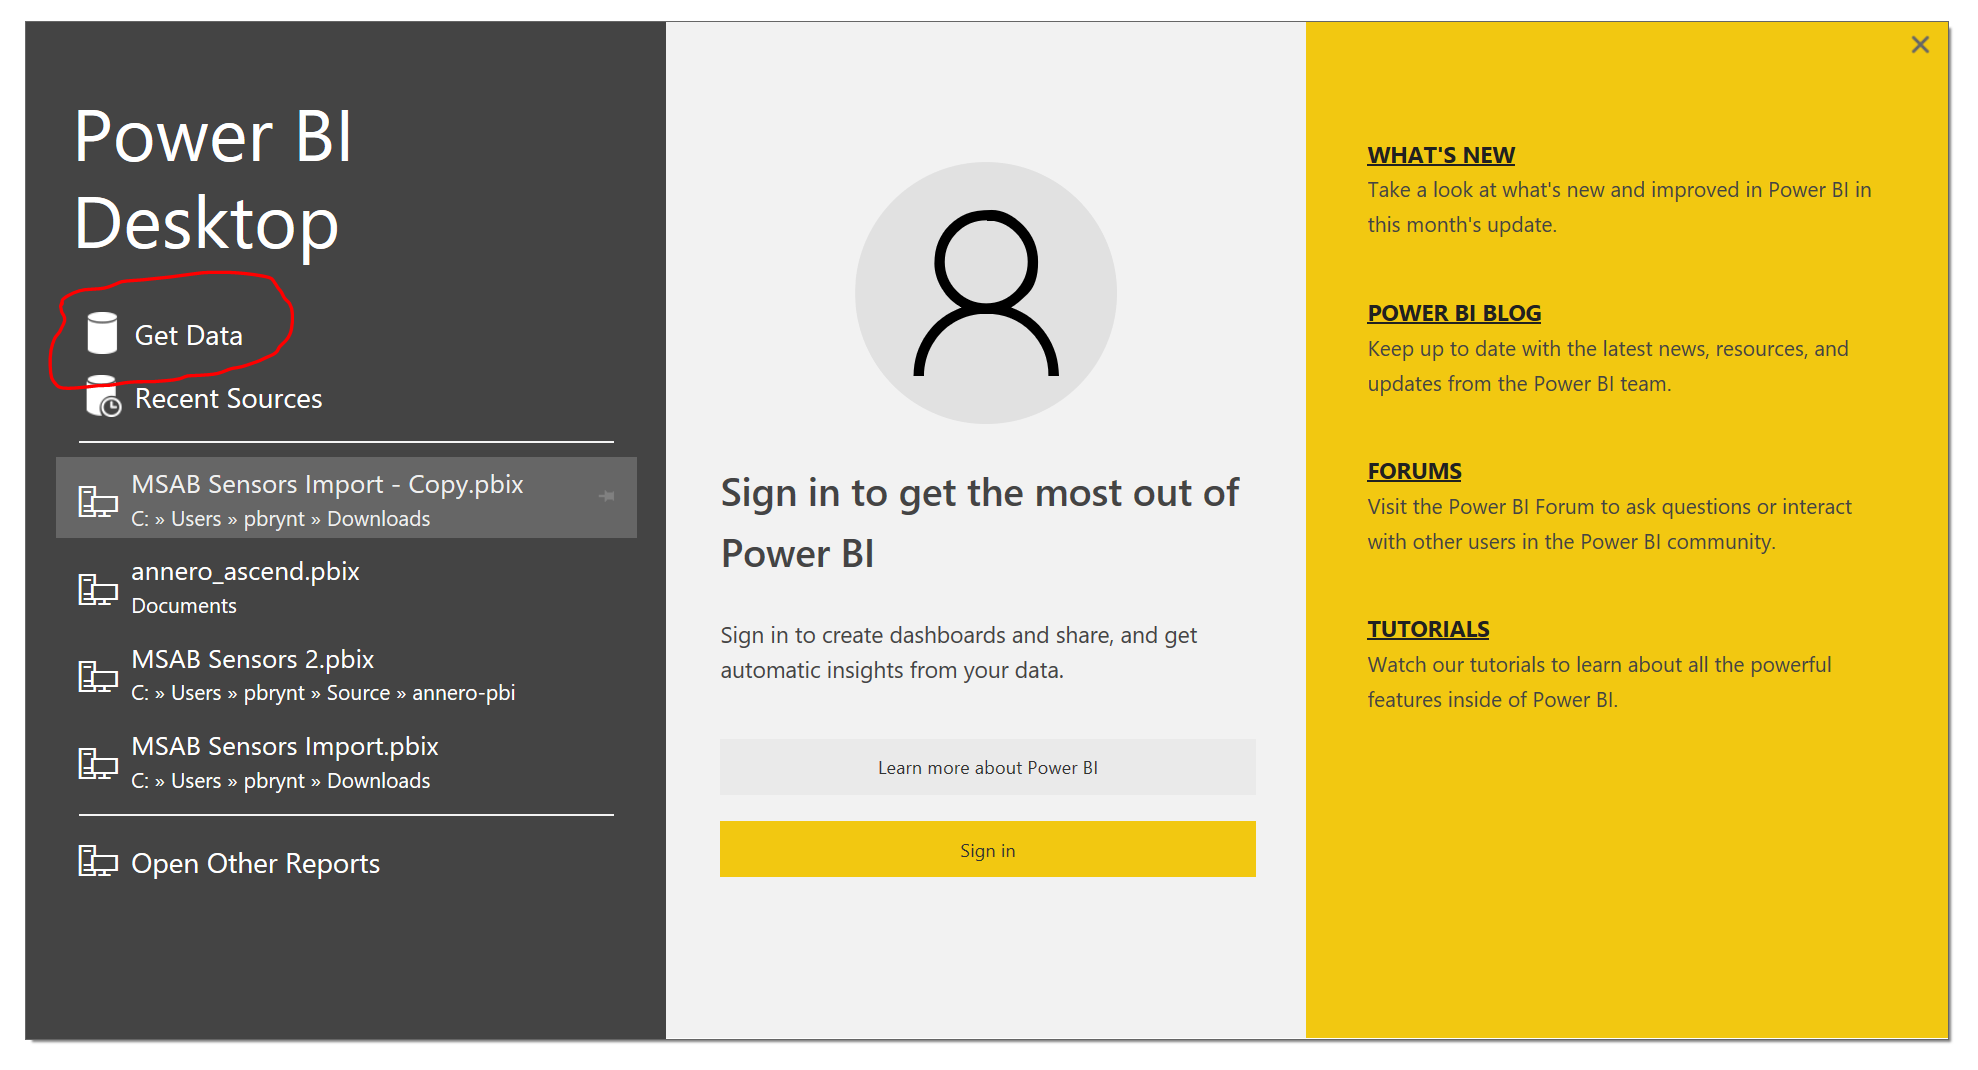 Power BI
Desktop
Get Data
Recent Sources
MSAB Sensors Import - Copy.pbix
C: » Users » pbrynt » Downloads
annero_ascend.pbix
Documents
MSAB Sensors 2.pbix
C: » Users » pbrynt » Source » annero-pbi
MSAB Sensors Import.pbix
C: » Users » pbrynt » Downloads
Open Other Reports
Sign in to get the most out of
Power BI
Sign in to create dashboards and share, and get
automatic insights from your data.
Learn more about Power BI
Sign in
WHAT'S NEW
Take a look at what's new and improved in Power BI in
this month's update.
POWER BI BLOG
Keep up to date with the latest news, resources, and
updates from the Power BI team.
FORUMS
Visit the Power BI Forum to ask questions or interact
with other users in the Power BI community.
TUTORIALS
Watch our tutorials to learn about all the powerful
features inside of Power BI.